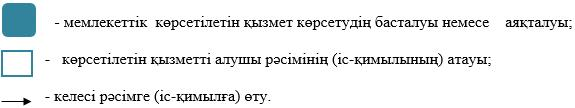 - мемлекеттік көрсетілетін қызмет көрсетудің басталуы немесе аяқталуы;
- көрсетілетін қызметті алушы рәсімінің (іс-қимылының) атауы;
- келесі рәсімге (іс-қимылға) өту.